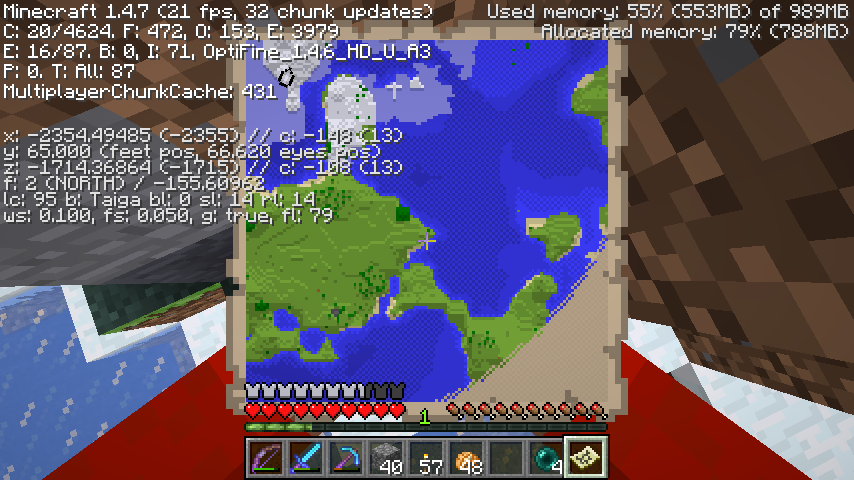 Minecraft 1.4.7 (21 fps, 32 chunk updates)
Used memory: 55% (553MB) of 989MB
C: 20/4624, F: 472, O: 153, E: 3979
Allocated memory: 79% (788MB)
E: 16/87. B: 0, I: 71, OptiFine_1.4.6_HD_U_A3
P: 0, T: All: 87
MultiplayerChunkCache: 431
x: -2354.49485 (-2355) // c: -148 (13)
y: 65.000 (feet pos, 66.620 eyes pos)
z: -1714.36864 (-1715) // c: -108 (13)
f: 2 (NORTH) / -155.60962
lc: 95 b: Taiga bl: 0 sl: 14 rl: 14
ws: 0.100, fs: 0.050, g: true, fl: 79
1
40
57
48
4